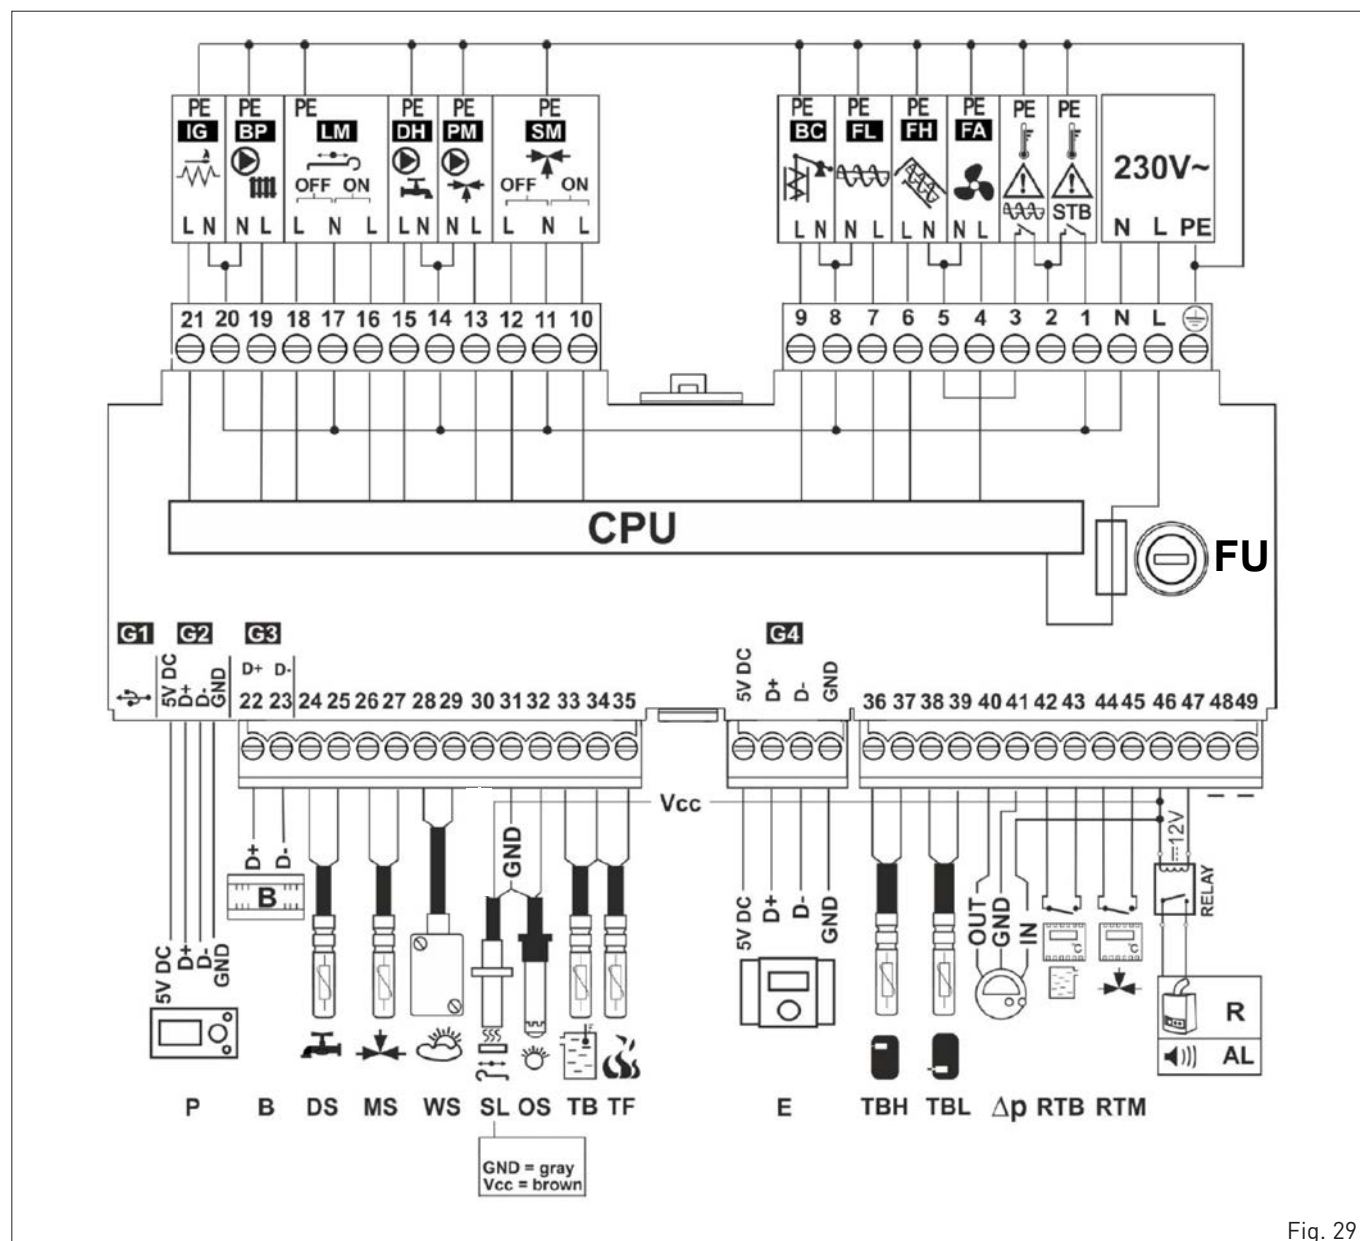 PE PE PE PE PE PE PE PE PE PE PE PE
IG BP LM DH PM SM BC FL FH FA 230V~
OFF ON OFF ON STB
L N N L L N L L N N L L N L L N N L L N N L N L PE
21 20 19 18 17 16 15 14 13 12 11 10 9 8 7 6 5 4 3 2 1 N L
CPU
FU
G1 G2 G3 G4
5V DC D+ D- GND D+ D- 5V DC D+ D- GND
22 23 24 25 26 27 28 29 30 31 32 33 34 35 36 37 38 39 40 41 42 43 44 45 46 47 48 49
Vcc
D+ D- GND 12V
B RELAY
5V DC D+ D- GND 5V DC D+ D- GND OUT GND IN
R
AL
P B DS MS WS SL OS TB TF E TBH TBL Δp RTB RTM
GND = gray
Vcc = brown
Fig. 29